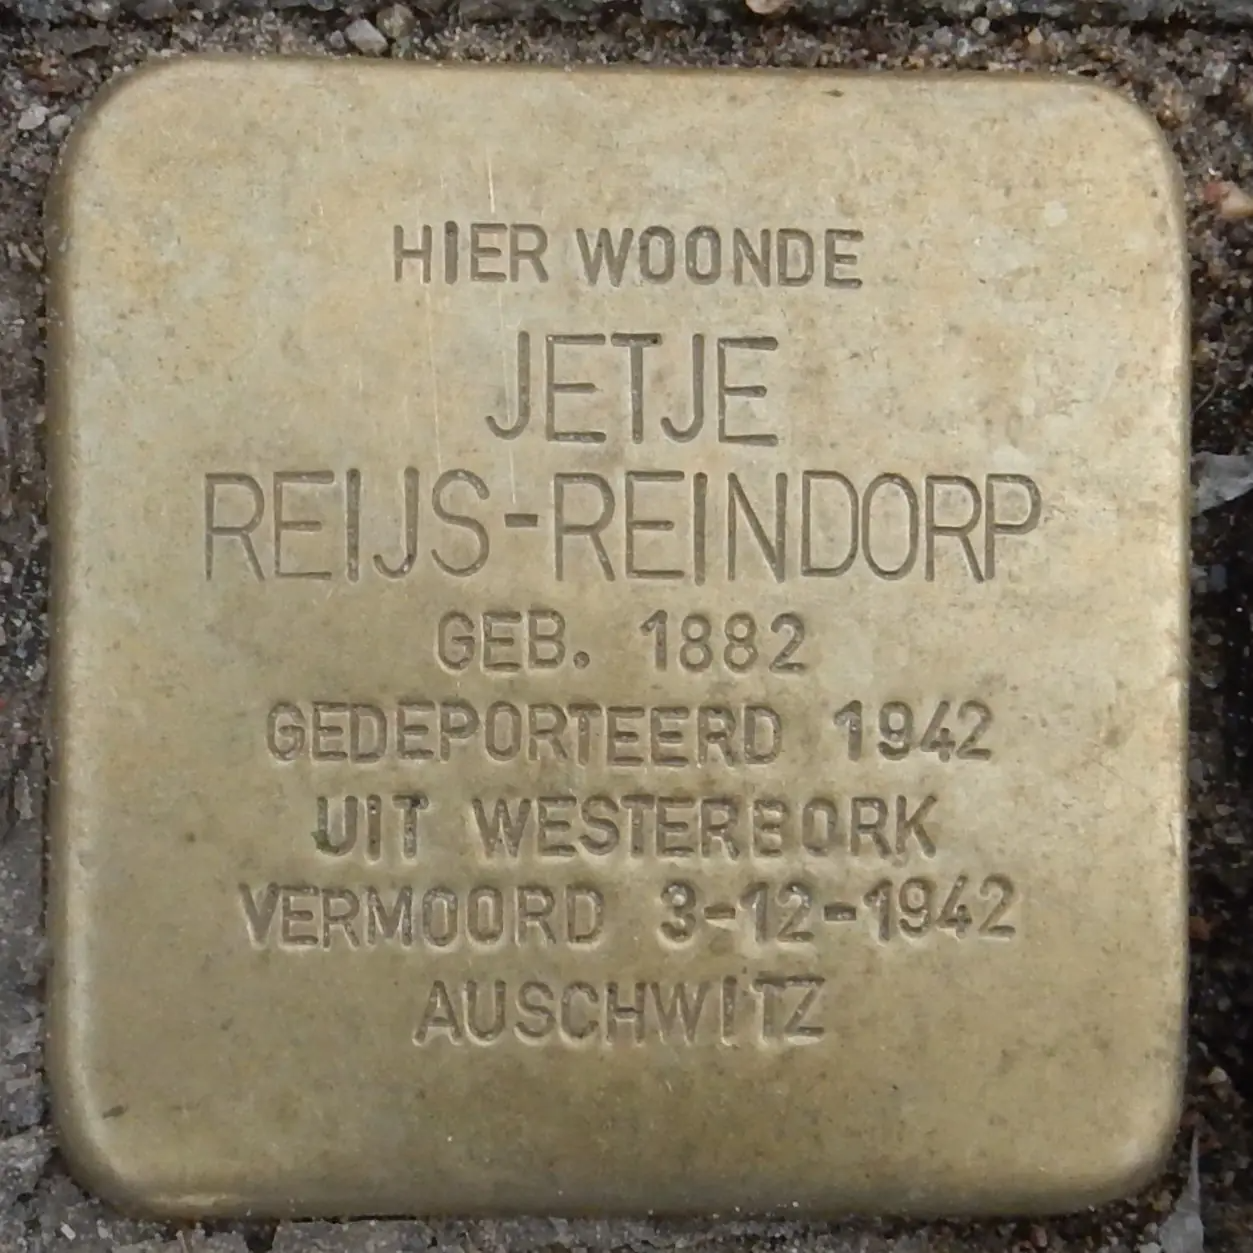 HIER WOONDE
JETJE
REIJS-REINDORP
GEB. 1882
GEDEPORTEERD 1942
UIT WESTERBORK
VERMOORD 3-12-1942
AUSCHWITZ